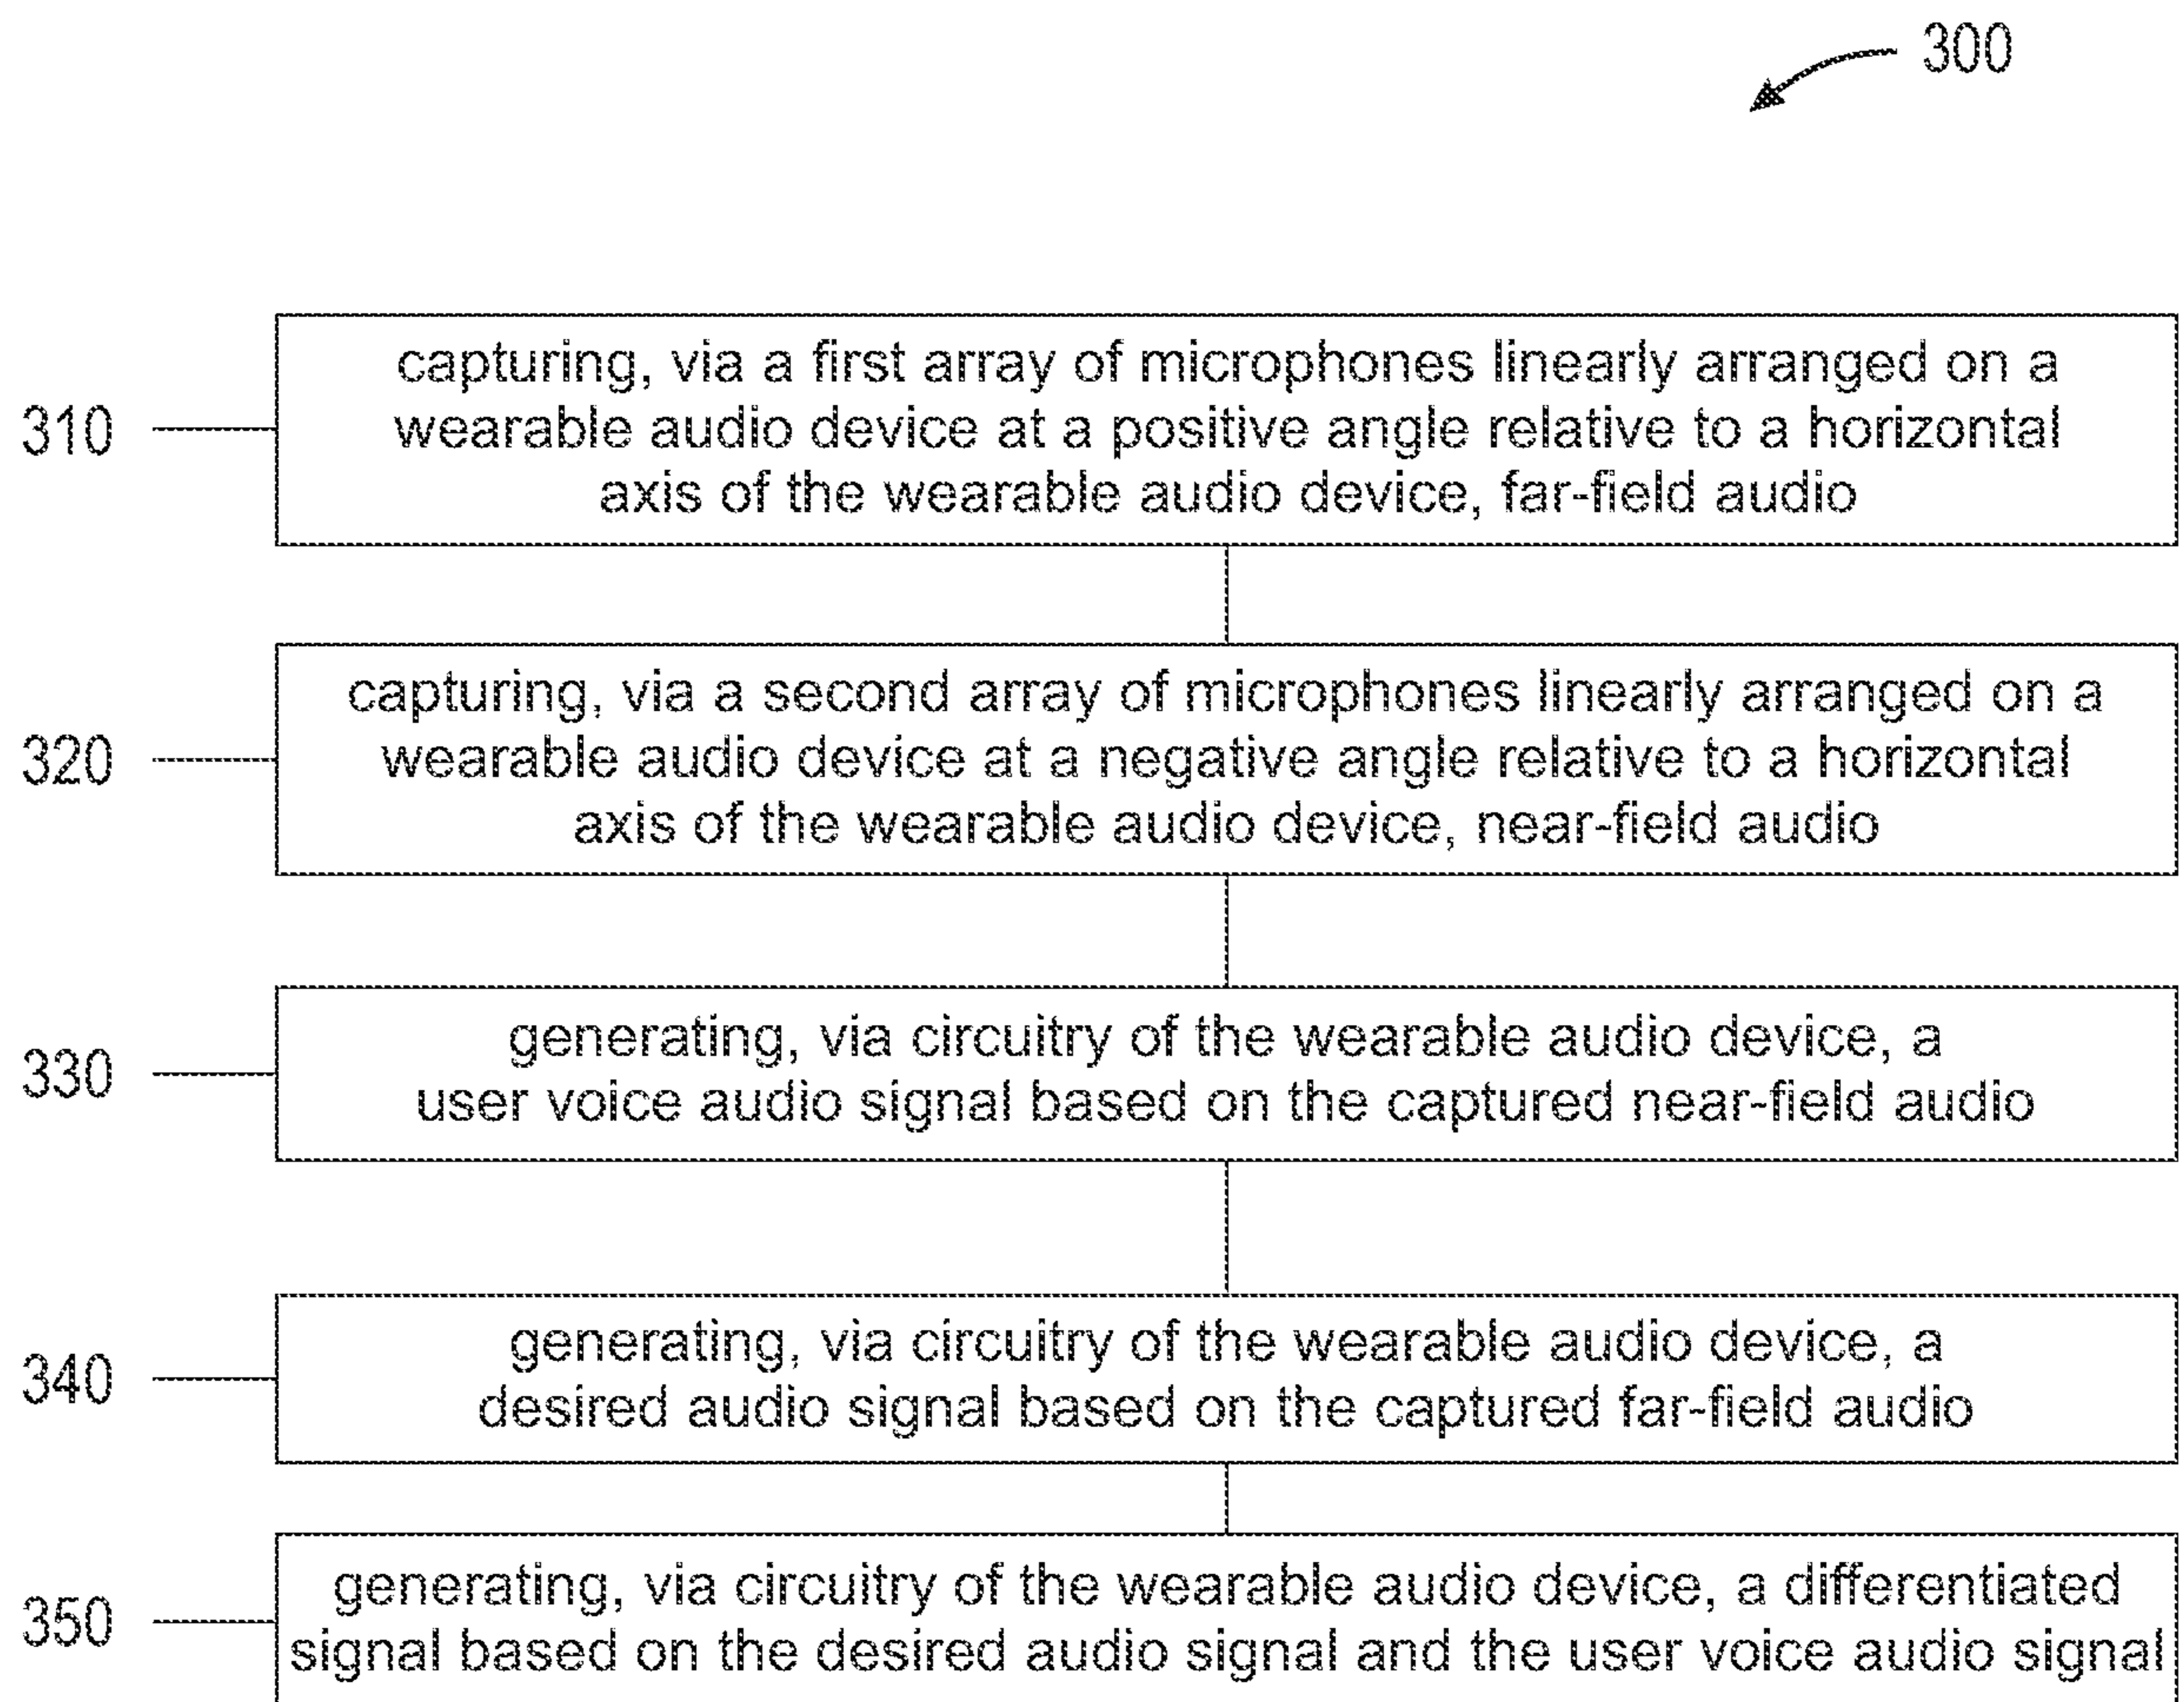 300
310
capturing, via a first array of microphones linearly arranged on a
wearable audio device at a positive angle relative to a horizontal
axis of the wearable audio device, far-field audio
320
capturing, via a second array of microphones linearly arranged on a
wearable audio device at a negative angle relative to a horizontal
axis of the wearable audio device, near-field audio
330
generating, via circuitry of the wearable audio device, a
user voice audio signal based on the captured near-field audio
340
generating, via circuitry of the wearable audio device, a
desired audio signal based on the captured far-field audio
350
generating, via circuitry of the wearable audio device, a differentiated
signal based on the desired audio signal and the user voice audio signal